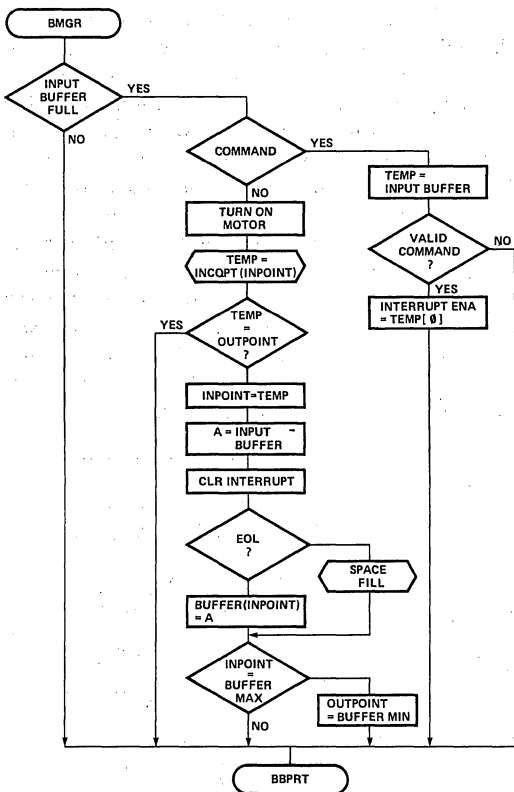 BMGR
INPUT
BUFFER
FULL
YES
NO
COMMAND
YES
NO
TEMP =
INPUT BUFFER
TURN ON
MOTOR
VALID
COMMAND
?
NO
YES
TEMP =
INCQPT (INPOINT)
INTERRUPT ENA
= TEMP[ Ø ]
TEMP
=
OUTPOINT
?
YES
INPOINT=TEMP
A = INPUT
BUFFER
CLR INTERRUPT
EOL
?
SPACE
FILL
BUFFER(INPOINT)
= A
INPOINT
=
BUFFER
MAX
NO
OUTPOINT
= BUFFER MIN
BBPRT